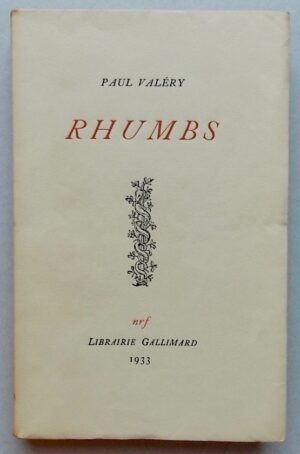 PAUL VALÉRY
RHUMBS
nrf
LIBRAIRIE GALLIMARD
1933